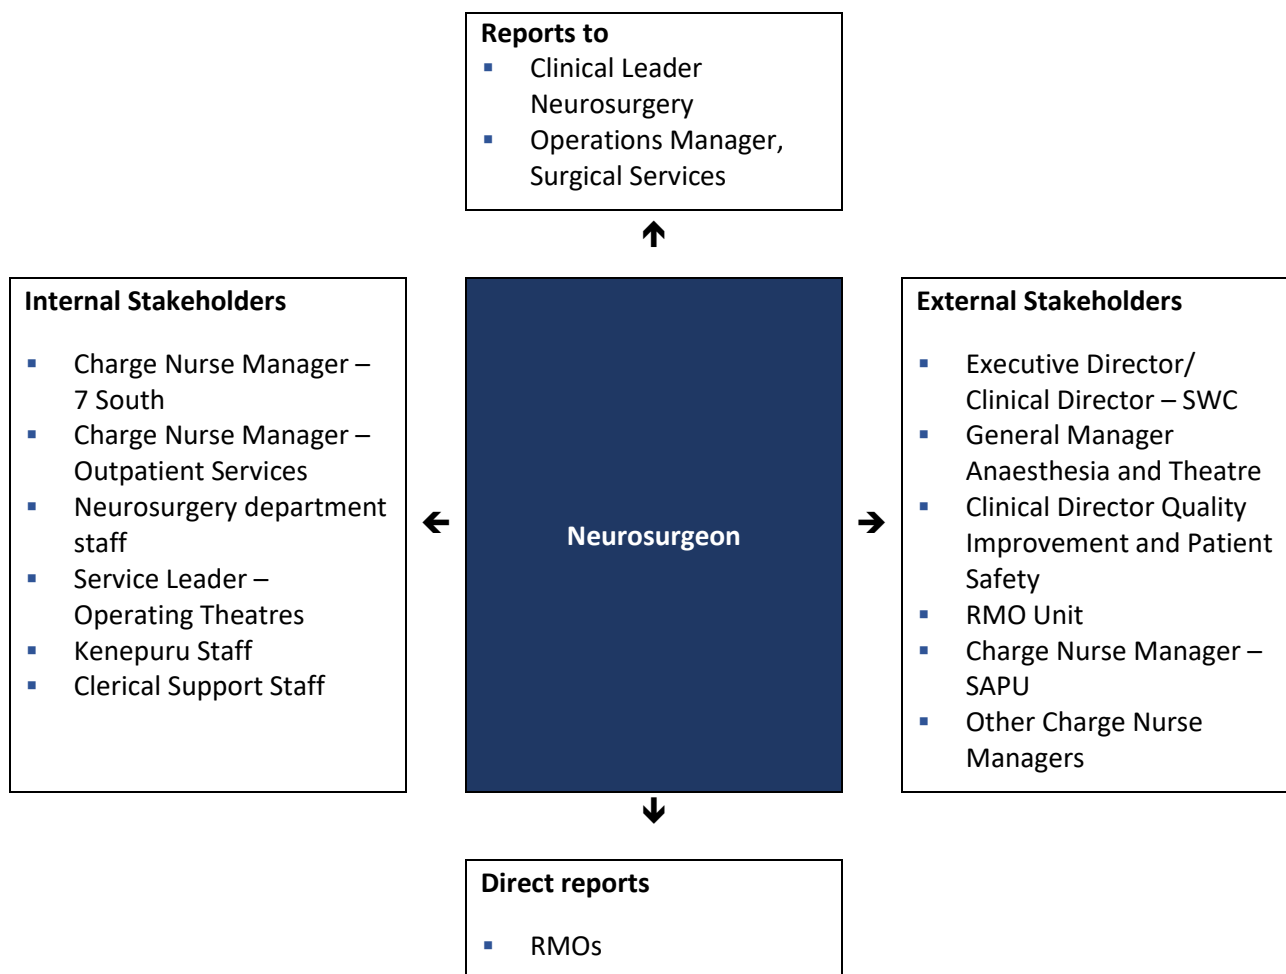 Reports to
▪ Clinical Leader
Neurosurgery
▪ Operations Manager,
Surgical Services
Internal Stakeholders
▪ Charge Nurse Manager –
7 South
▪ Charge Nurse Manager –
Outpatient Services
▪ Neurosurgery department
staff
▪ Service Leader –
Operating Theatres
▪ Kenepuru Staff
▪ Clerical Support Staff
Neurosurgeon
External Stakeholders
▪ Executive Director/
Clinical Director – SWC
▪ General Manager
Anaesthesia and Theatre
▪ Clinical Director Quality
Improvement and Patient
Safety
▪ RMO Unit
▪ Charge Nurse Manager –
SAPU
▪ Other Charge Nurse
Managers
Direct reports
▪ RMOs